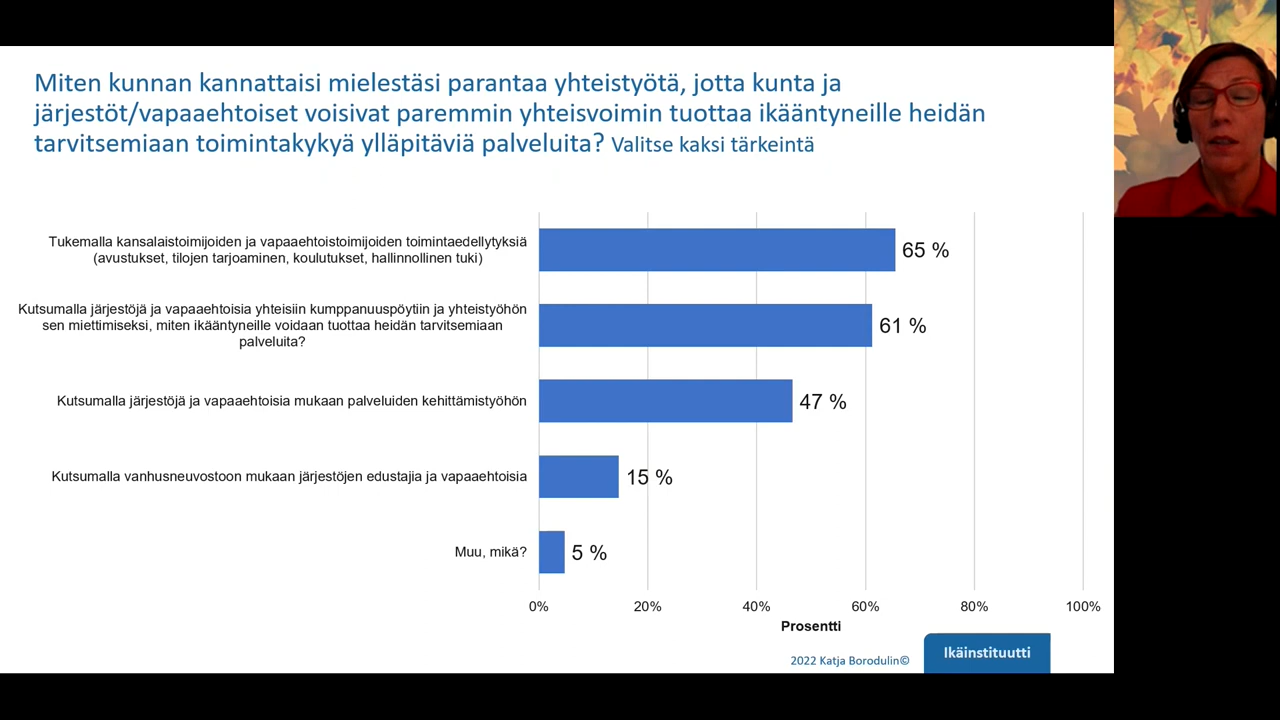 Miten kunnan kannattaisi mielestäsi parantaa yhteistyötä, jotta kunta ja
järjestöt/vapaaehtoiset voisivat paremmin yhteisvoimin tuottaa ikääntyneille heidän
tarvitsemiaan toimintakykyä ylläpitäviä palveluita? Valitse kaksi tärkeintä
Tukemalla kansalaistoimijoiden ja vapaaehtoistoimijoiden toimintaedellytyksiä
(avustukset, tilojen tarjoaminen, koulutukset, hallinnollinen tuki)
65 %
Kutsumalla järjestöjä ja vapaaehtoisia yhteisiin kumppanuuspöytiin ja yhteistyöhön
sen miettimiseksi, miten ikääntyneille voidaan tuottaa heidän tarvitsemiaan
palveluita?
61 %
Kutsumalla järjestöjä ja vapaaehtoisia mukaan palveluiden kehittämistyöhön
47 %
Kutsumalla vanhusneuvostoon mukaan järjestöjen edustajia ja vapaaehtoisia
15 %
Muu, mikä?
5 %
0% 20% 40% 60% 80% 100%
Prosentti
2022 Katja Borodulin©
Ikäinstituutti